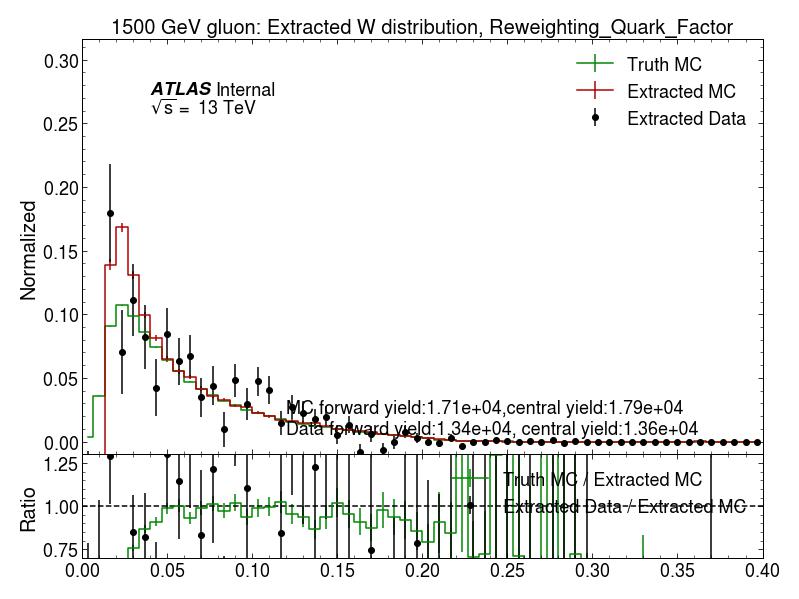 1500 GeV gluon: Extracted W distribution, Reweighting_Quark_Factor
0.30
0.25
0.20
0.15
0.10
0.05
0.00
Normalized
ATLAS Internal
√s = 13 TeV
Truth MC
Extracted MC
Extracted Data
MC forward yield:1.71e+04,central yield:1.79e+04
Data forward yield:1.34e+04, central yield:1.36e+04
1.25
1.00
0.75
Ratio
Truth MC / Extracted MC
Extracted Data / Extracted MC
0.00 0.05 0.10 0.15 0.20 0.25 0.30 0.35 0.40